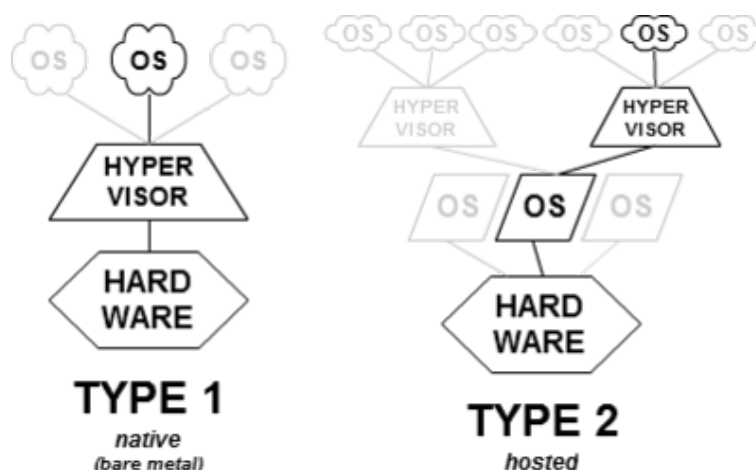 OS OS OS
HYPER
VISOR
HARD
WARE
TYPE 1
native
(bare metal)
OS OS OS OS OS OS
HYPER
VISOR
HYPER
VISOR
OS OS OS
HARD
WARE
TYPE 2
hosted